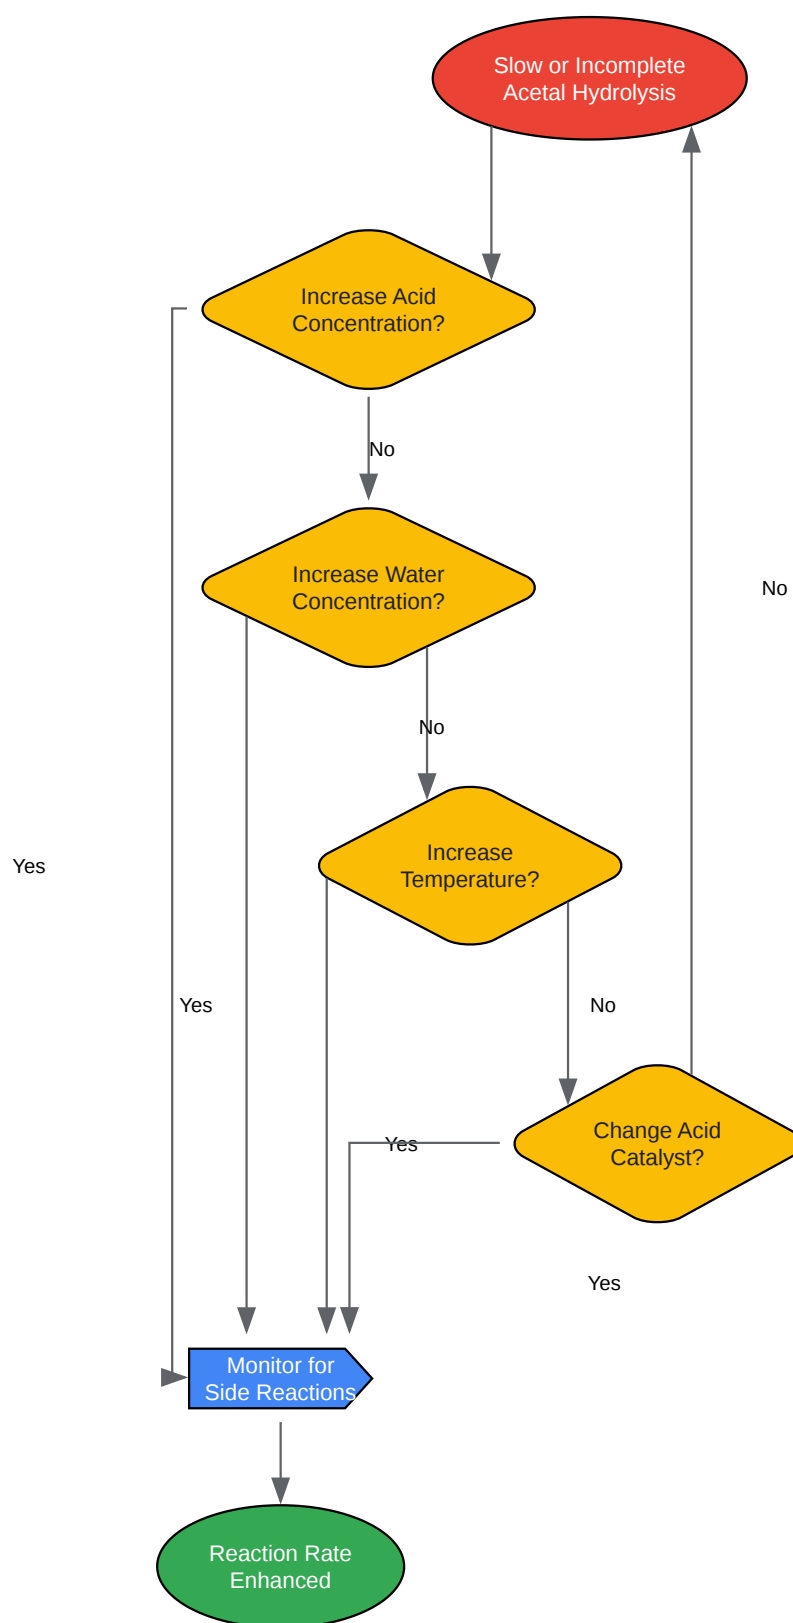 Slow or Incomplete
Acetal Hydrolysis
Increase Acid
Concentration?
No
Increase Water
Concentration?
No
No
Increase
Temperature?
Yes
Yes
No
Change Acid
Catalyst?
Yes
Yes
Monitor for
Side Reactions
Reaction Rate
Enhanced